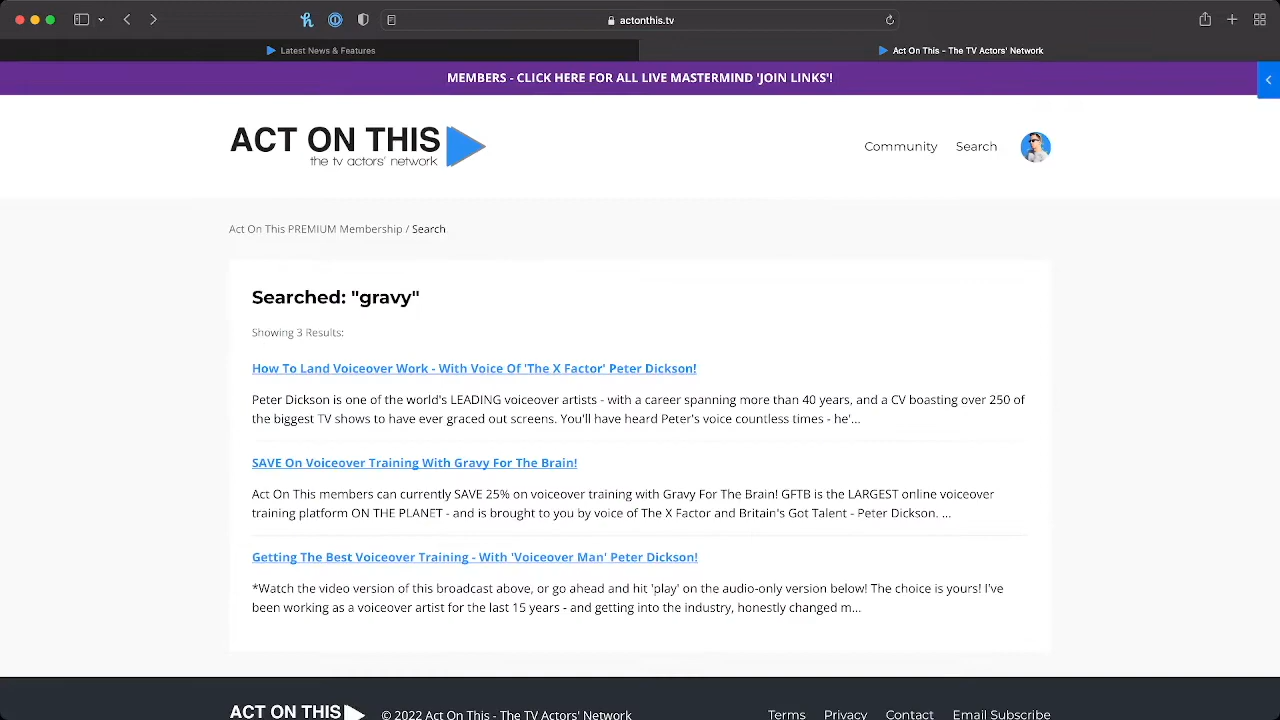 actonthis.tv
Latest News & Features
Act On This – The TV Actors' Network
MEMBERS - CLICK HERE FOR ALL LIVE MASTERMIND 'JOIN LINKS'!
ACT ON THIS
the tv actors' network
Community
Search
Act On This PREMIUM Membership / Search
Searched: "gravy"
Showing 3 Results:
How To Land Voiceover Work - With Voice Of 'The X Factor' Peter Dickson!
Peter Dickson is one of the world's LEADING voiceover artists - with a career spanning more than 40 years, and a CV boasting over 250 of
the biggest TV shows to have ever graced out screens. You'll have heard Peter's voice countless times - he'...
SAVE On Voiceover Training With Gravy For The Brain!
Act On This members can currently SAVE 25% on voiceover training with Gravy For The Brain! GFTB is the LARGEST online voiceover
training platform ON THE PLANET - and is brought to you by voice of The X Factor and Britain's Got Talent - Peter Dickson. ...
Getting The Best Voiceover Training - With 'Voiceover Man' Peter Dickson!
*Watch the video version of this broadcast above, or go ahead and hit 'play' on the audio-only version below! The choice is yours! I've
been working as a voiceover artist for the last 15 years - and getting into the industry, honestly changed m...
ACT ON THIS
© 2022 Act On This - The TV Actors' Network
Terms
Privacy
Contact
Email Subscribe